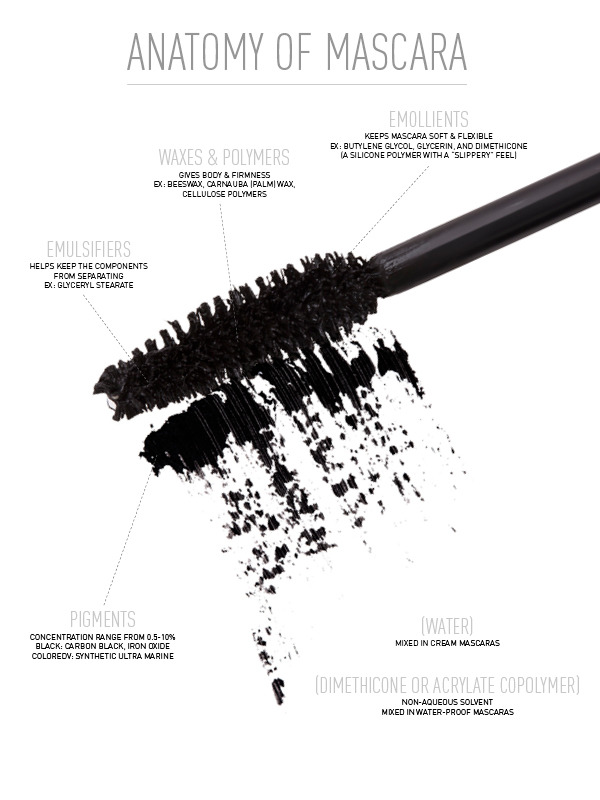 ANATOMY OF MASCARA
EMOLLIENTS
KEEPS MASCARA SOFT & FLEXIBLE
EX: BUTYLENE GLYCOL, GLYCERIN, AND DIMETHICONE
(A SILICONE POLYMER WITH A "SLIPPERY" FEEL)
WAXES & POLYMERS
GIVES BODY & FIRMNESS
EX: BEESWAX, CARNAUBA (PALM) WAX,
CELLULOSE POLYMERS
EMULSIFIERS
HELPS KEEP THE COMPONENTS
FROM SEPARATING
EX: GLYCERYL STEARATE
PIGMENTS
CONCENTRATION RANGE FROM 0.5-10%
BLACK: CARBON BLACK, IRON OXIDE
COLOREDV: SYNTHETIC ULTRA MARINE
(WATER)
MIXED IN CREAM MASCARAS
(DIMETHICONE OR ACRYLATE COPOLYMER)
NON-AQUEOUS SOLVENT
MIXED IN WATER-PROOF MASCARAS